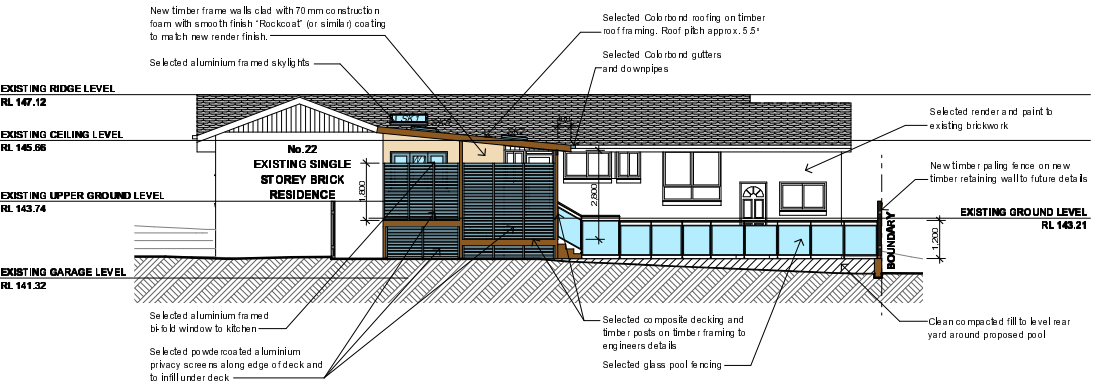 New timber frame walls clad with 70mm construction
foam with smooth finish "Rockcoat" (or similar) coating
to match new render finish.
Selected aluminium framed skylights
Selected Colorbond roofing on timber
roof framing. Roof pitch approx. 5.5°
Selected Colorbond gutters
and downpipes
EXISTING RIDGE LEVEL
RL 147.12
EXISTING CEILING LEVEL
RL 145.66
EXISTING UPPER GROUND LEVEL
RL 143.74
EXISTING GARAGE LEVEL
RL 141.32
No.22
EXISTING SINGLE
STOREY BRICK
RESIDENCE
1,800
2,900
Selected render and paint to
existing brickwork
New timber paling fence on new
timber retaining wall to future details
EXISTING GROUND LEVEL
RL 143.21
1,200
BOUNDARY
Selected aluminium framed
bi-fold window to kitchen
Selected powdercoated aluminium
privacy screens along edge of deck and
to infill under deck
Selected composite decking and
timber posts on timber framing to
engineers details
Selected glass pool fencing
Clean compacted fill to level rear
yard around proposed pool